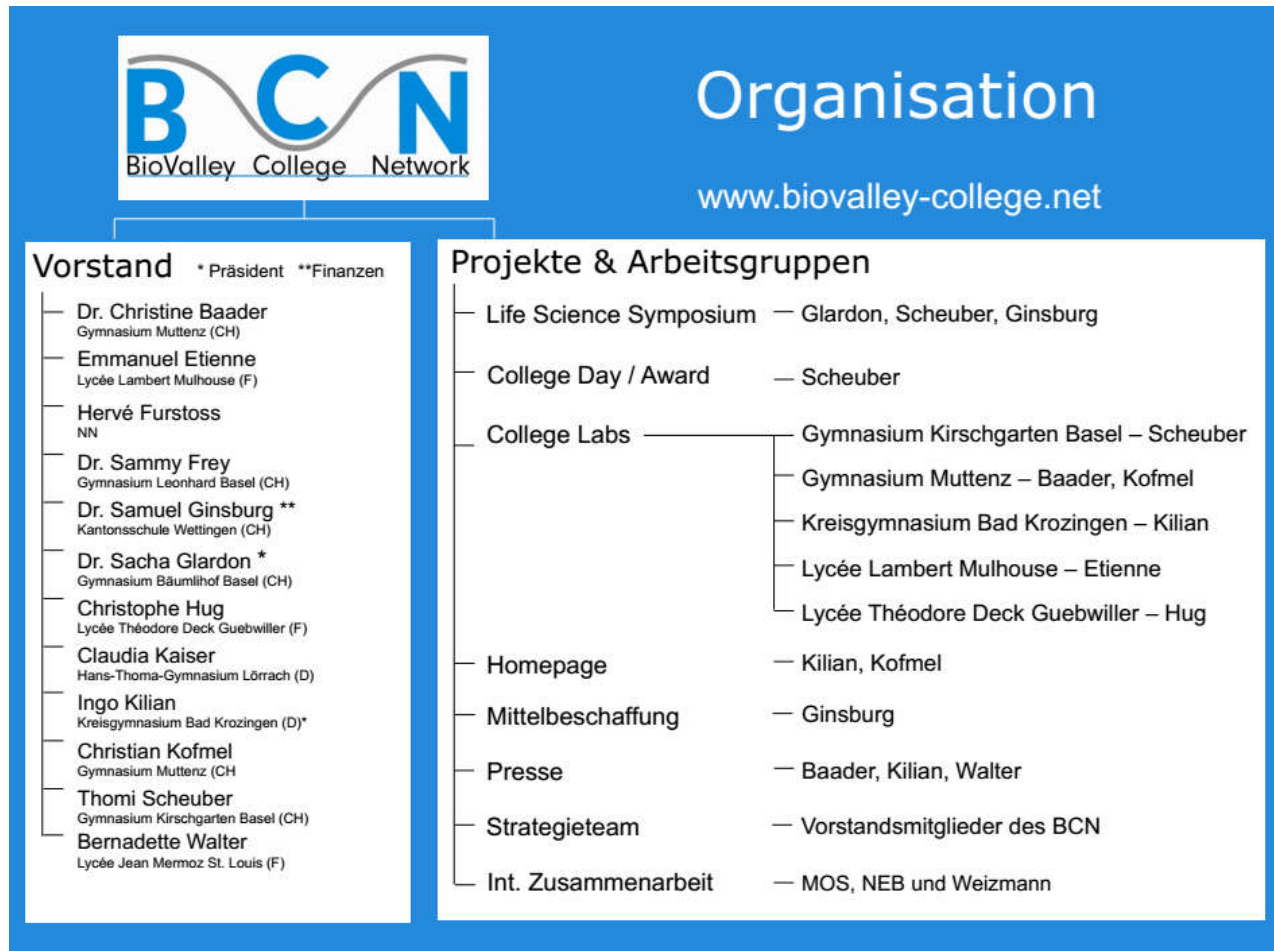 B C N
BioValley College Network
Organisation
www.biovalley-college.net
Vorstand * Präsident **Finanzen
Dr. Christine Baader
Gymnasium Muttenz (CH)
Emmanuel Etienne
Lycée Lambert Mulhouse (F)
Hervé Furstoss
NN
Dr. Sammy Frey
Gymnasium Leonhard Basel (CH)
Dr. Samuel Ginsburg **
Kantonsschule Wettingen (CH)
Dr. Sacha Glardon *
Gymnasium Bäumlihof Basel (CH)
Christophe Hug
Lycée Théodore Deck Guebwiller (F)
Claudia Kaiser
Hans-Thoma-Gymnasium Lörrach (D)
Ingo Kilian
Kreisgymnasium Bad Krozingen (D)*
Christian Kofmel
Gymnasium Muttenz (CH
Thomi Scheuber
Gymnasium Kirschgarten Basel (CH)
Bernadette Walter
Lycée Jean Mermoz St. Louis (F)
Projekte & Arbeitsgruppen
Life Science Symposium – Glardon, Scheuber, Ginsburg
College Day / Award – Scheuber
College Labs
Gymnasium Kirschgarten Basel – Scheuber
Gymnasium Muttenz – Baader, Kofmel
Kreisgymnasium Bad Krozingen – Kilian
Lycée Lambert Mulhouse – Etienne
Lycée Théodore Deck Guebwiller – Hug
Homepage – Kilian, Kofmel
Mittelbeschaffung – Ginsburg
Presse – Baader, Kilian, Walter
Strategieteam – Vorstandsmitglieder des BCN
Int. Zusammenarbeit – MOS, NEB und Weizmann